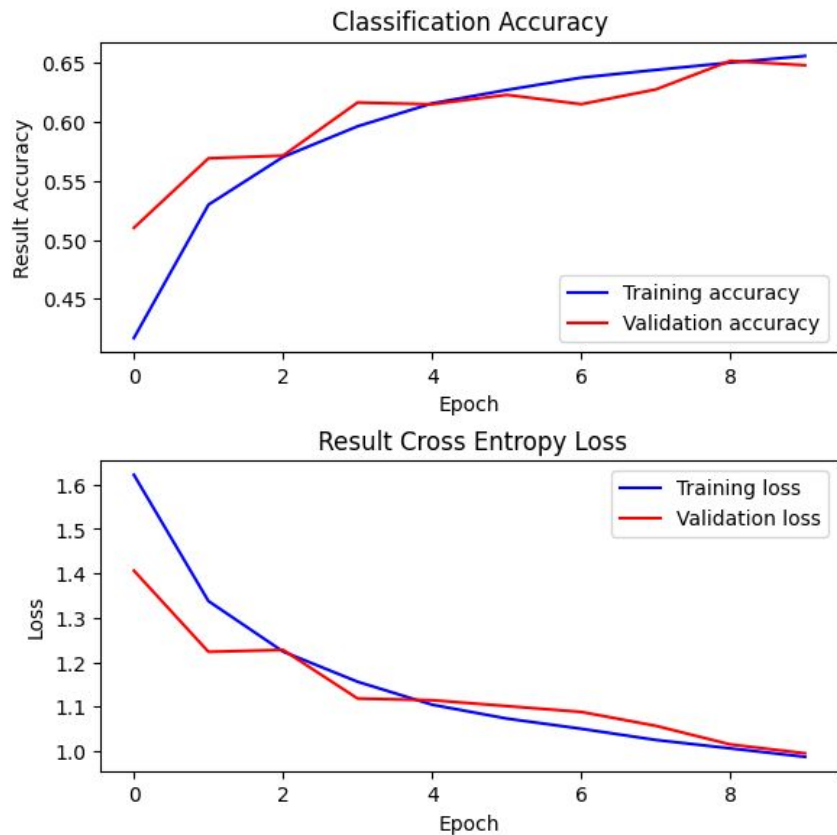 Classification Accuracy
Result Accuracy
0.65
0.60
0.55
0.50
0.45
Training accuracy
Validation accuracy
0 2 4 6 8
Epoch
Result Cross Entropy Loss
Loss
1.6
1.5
1.4
1.3
1.2
1.1
1.0
Training loss
Validation loss
0 2 4 6 8
Epoch